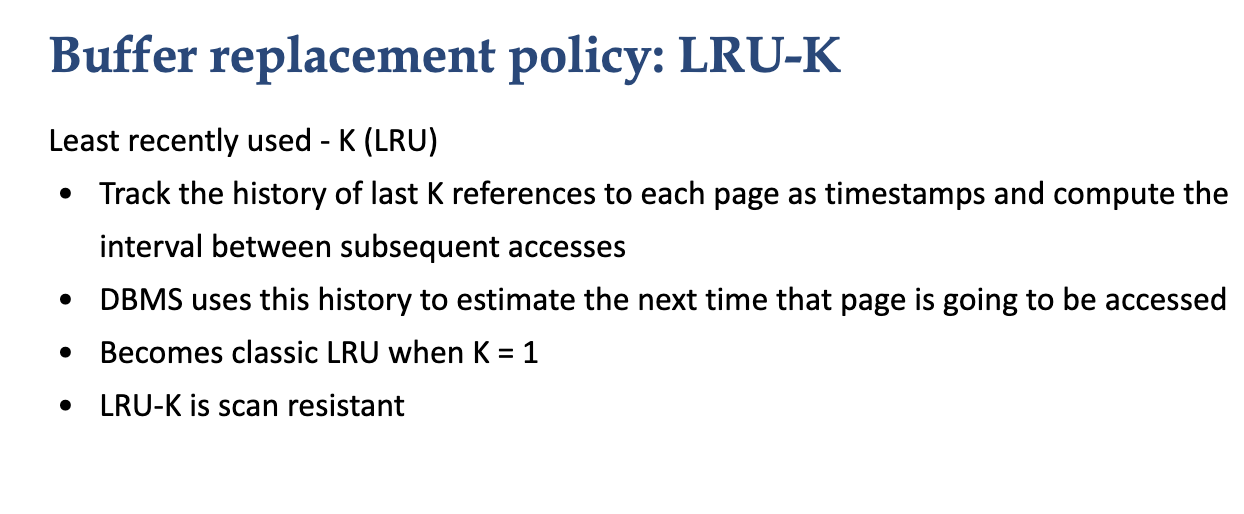 Buffer replacement policy: LRU-K
Least recently used - K (LRU)
• Track the history of last K references to each page as timestamps and compute the
interval between subsequent accesses
• DBMS uses this history to estimate the next time that page is going to be accessed
• Becomes classic LRU when K = 1
• LRU-K is scan resistant